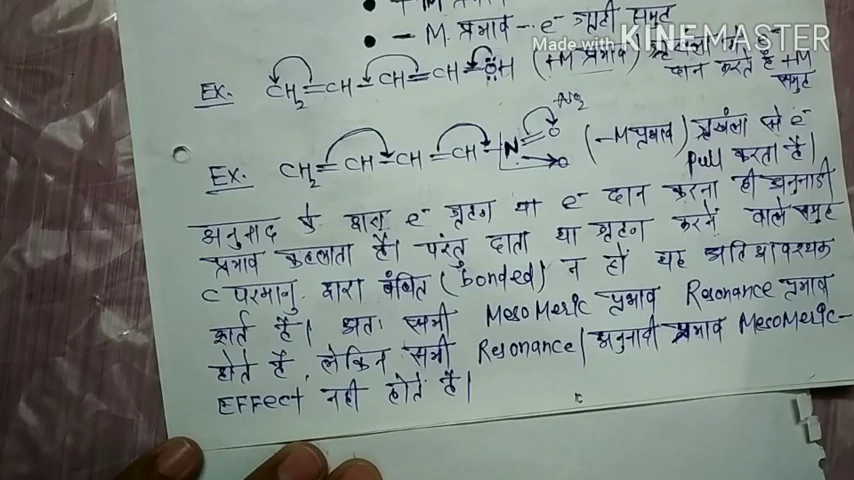 • + M
• - M. प्रभाव - e⁻ ग्राही समूह
Made with KINEMASTER
EX. CH₂=CH-CH=CH-ÖH (+M प्रभाव) श्रृंखला को e⁻ दान करते है +M समूह
EX. CH₂=CH-CH=CH-N=O →O -NO₂ (-M प्रभाव) श्रृखंला से e⁻ Pull करता है।
अनुनाद के द्वारा e⁻ ग्रहण या e⁻ दान करना ही अनुनादी
प्रभाव कहलाता है। परंतु दाता या ग्रहण करने वाले समूह
C परमाणु द्वारा बंधित (bonded) न हों यह अति आवश्यक
शर्त है। अतः सभी MesoMeric प्रभाव Resonance प्रभाव
होते है, लेकिन सभी Resonance/अनुनादी प्रभाव MesoMeric-
EFFect नही होते है।